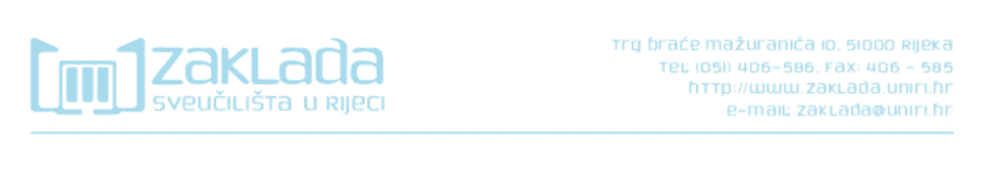 zaklada
sveučilišta u rijeci
Trg braće mažuranića 10, 51000 Rijeka
Tel (051) 406-586, Fax: 406 - 585
http://www.zaklada.uniri.hr
e-mail: zaklada@uniri.hr